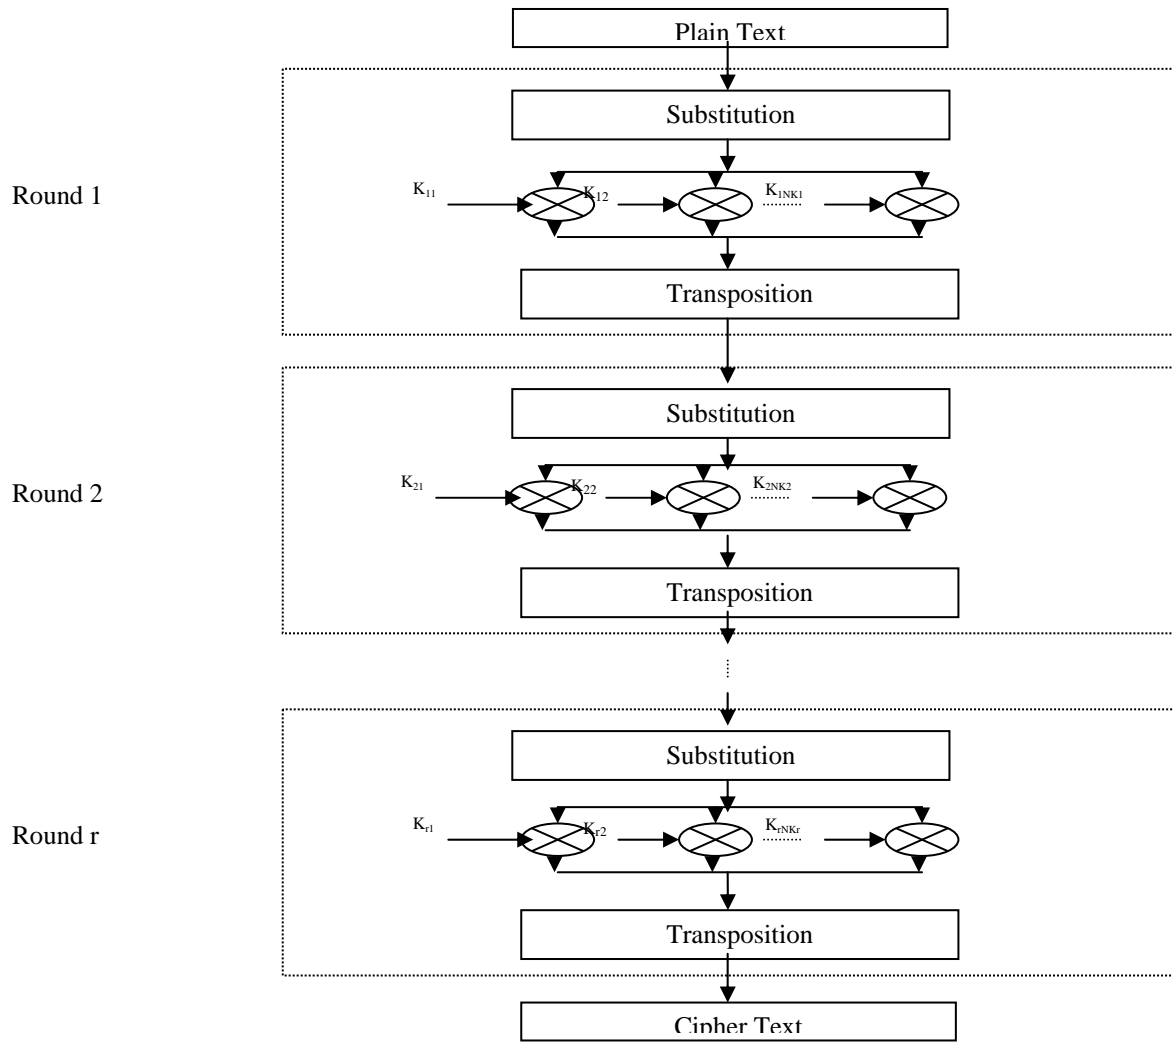 Plain Text
Substitution
Round 1
K11
K12
K1NK1
Transposition
Substitution
Round 2
K21
K22
K2NK2
Transposition
Substitution
Round r
Kr1
Kr2
KrNKr
Transposition
Cipher Text